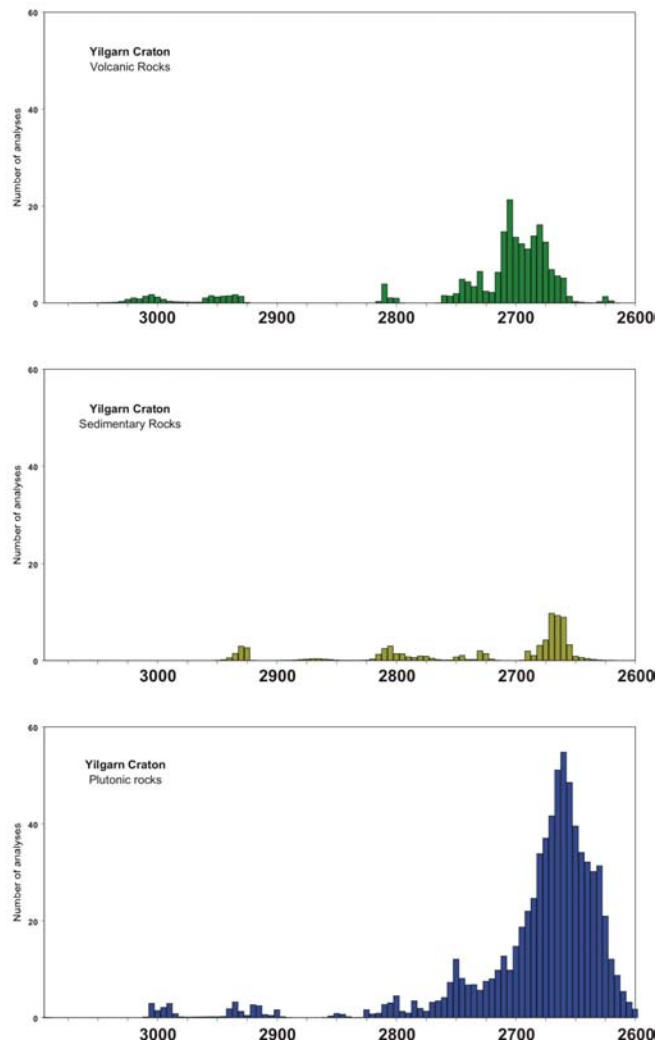 60
Yilgarn Craton
Volcanic Rocks
Number of analyses
40
20
0
3000 2900 2800 2700 2600
60
Yilgarn Craton
Sedimentary Rocks
Number of analyses
40
20
0
3000 2900 2800 2700 2600
60
Yilgarn Craton
Plutonic rocks
Number of analyses
40
20
0
3000 2900 2800 2700 2600